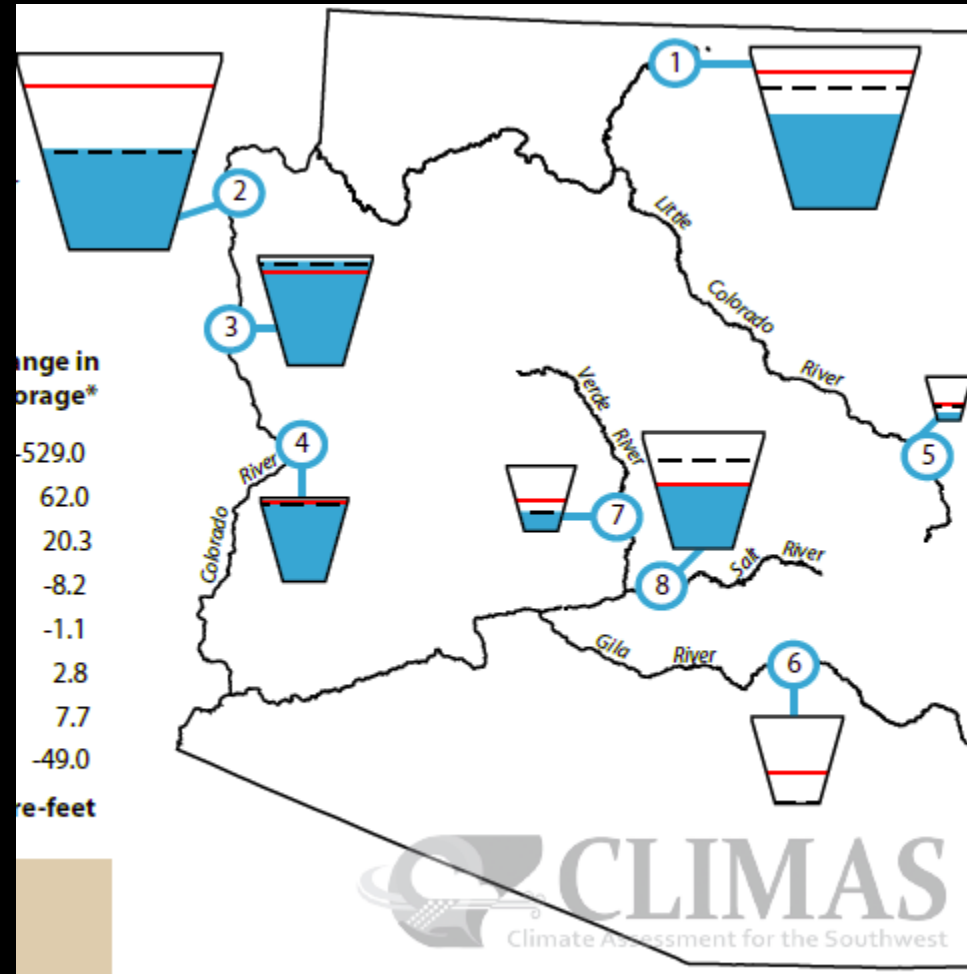 1
2
Little
Colorado
River
3
ange in
orage*
-529.0
62.0
20.3
-8.2
-1.1
2.8
7.7
-49.0
re-feet
Verde
River
4
River
Colorado
5
7
8
Salt
River
Gila
River
6
CLIMAS
Climate Assessment for the Southwest